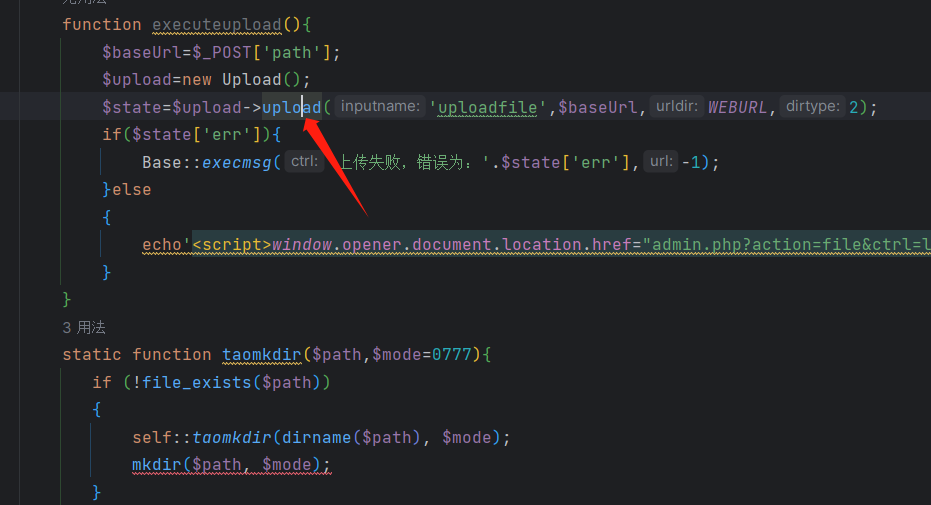 function executeupload(){
$baseUrl=$_POST['path'];
$upload=new Upload();
$state=$upload->upload( inputname: 'uploadfile',$baseUrl, urldir: WEBURL, dirtype: 2);
if($state['err']){
Base::execmsg( ctrl: 上传失败，错误为：'.$state['err'], url: -1);
}else
{
echo'<script>window.opener.document.location.href="admin.php?action=file&ctrl=l
}
}
3 用法
static function taomkdir($path,$mode=0777){
if (!file_exists($path))
{
self::taomkdir(dirname($path), $mode);
mkdir($path, $mode);
}